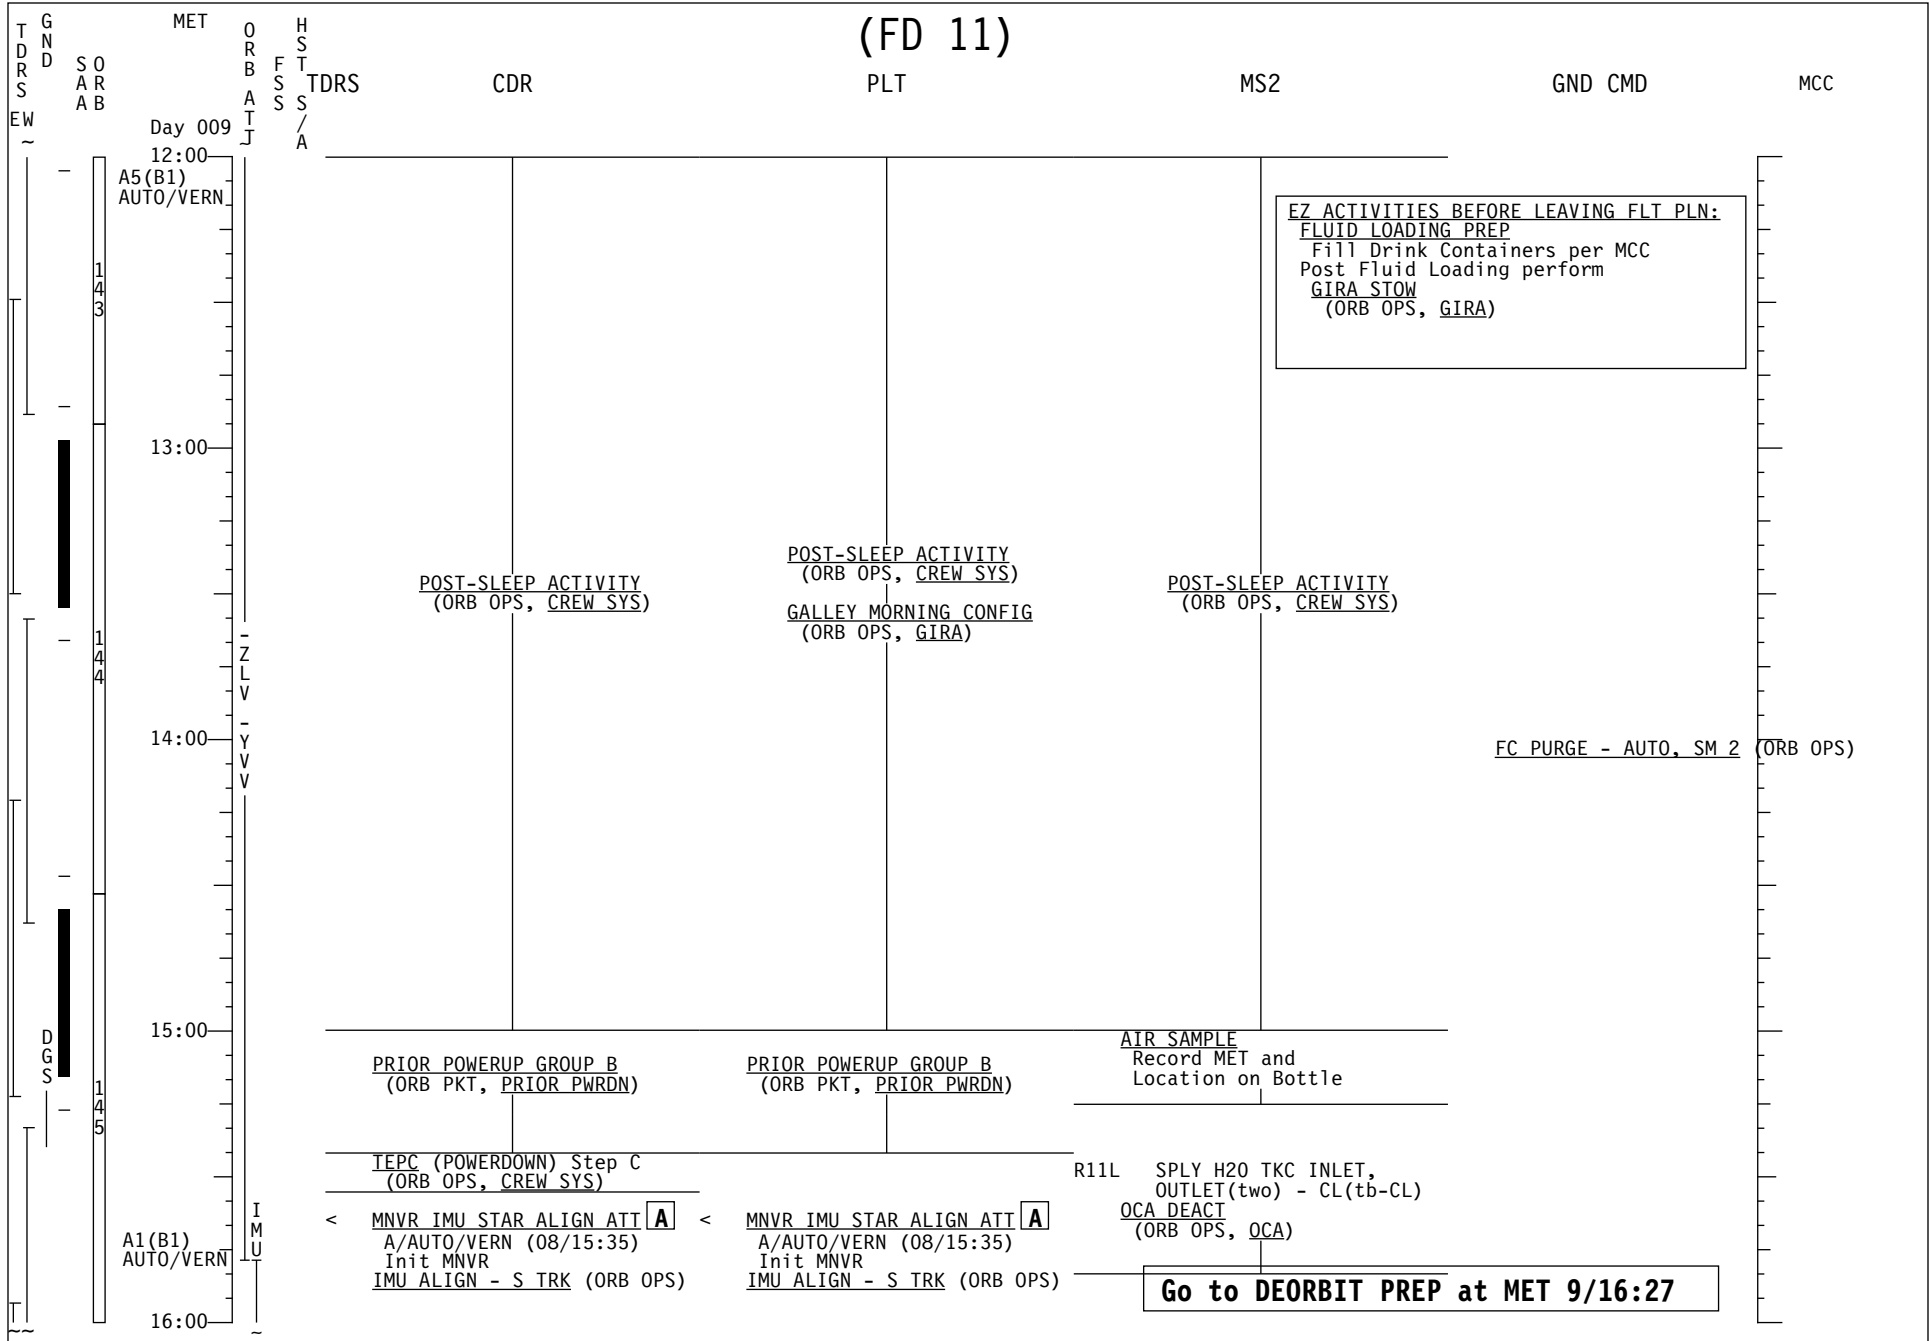 (FD 11)
TDRS
GND
SAA
ORB
MET
ORB ATT
FSS
HST S/A
TDRS
CDR
PLT
MS2
GND CMD
MCC
EW
~
~
Day 009
12:00
A5(B1)
AUTO/VERN
EZ ACTIVITIES BEFORE LEAVING FLT PLN:
FLUID LOADING PREP
Fill Drink Containers per MCC
Post Fluid Loading perform
GIRA STOW
(ORB OPS, GIRA)
143
13:00
POST-SLEEP ACTIVITY
(ORB OPS, CREW SYS)
POST-SLEEP ACTIVITY
(ORB OPS, CREW SYS)
GALLEY MORNING CONFIG
(ORB OPS, GIRA)
POST-SLEEP ACTIVITY
(ORB OPS, CREW SYS)
144
-ZLV -YVV
14:00
FC PURGE - AUTO, SM 2 (ORB OPS)
15:00
DGS
145
PRIOR POWERUP GROUP B
(ORB PKT, PRIOR PWRDN)
PRIOR POWERUP GROUP B
(ORB PKT, PRIOR PWRDN)
AIR SAMPLE
Record MET and
Location on Bottle
TEPC (POWERDOWN) Step C
(ORB OPS, CREW SYS)
R11L SPLY H2O TKC INLET,
OUTLET(two) - CL(tb-CL)
OCA DEACT
(ORB OPS, OCA)
IMU
A1(B1)
AUTO/VERN
< MNVR IMU STAR ALIGN ATT A
A/AUTO/VERN (08/15:35)
Init MNVR
IMU ALIGN - S TRK (ORB OPS)
< MNVR IMU STAR ALIGN ATT A
A/AUTO/VERN (08/15:35)
Init MNVR
IMU ALIGN - S TRK (ORB OPS)
Go to DEORBIT PREP at MET 9/16:27
16:00
~~
~